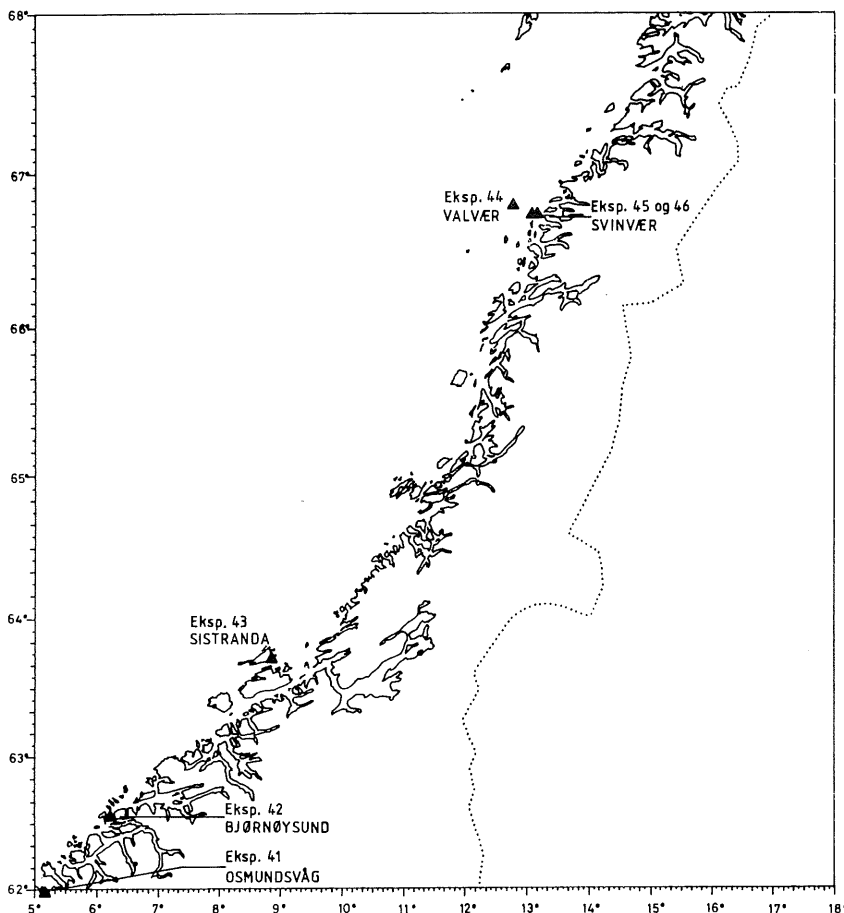 68°
67°
Eksp. 44
VALVÆR
Eksp. 45 og 46
SVINVÆR
66°
65°
64°
Eksp. 43
SISTRANDA
63°
Eksp. 42
BJØRNØYSUND
Eksp. 41
OSMUNDSVÅG
62°
5° 6° 7° 8° 9° 10° 11° 12° 13° 14° 15° 16° 17° 18°